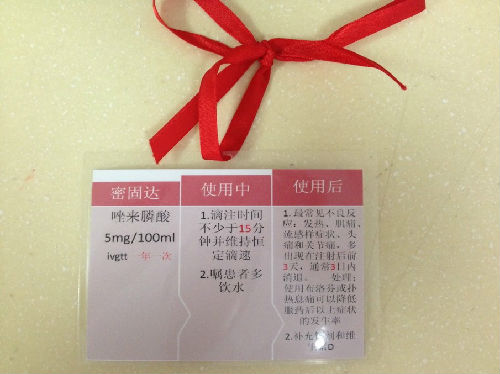 密固达
唑来膦酸
5mg/100ml
ivgtt 一年一次
使用中
1.滴注时间
不少于15分
钟并维持恒
定滴速
2.嘱患者多
饮水
使用后
1.最常见不良反
应：发热、肌痛、
流感样症状、头
痛和关节痛，多
出现在注射后前
3天，通常3日内
消退。 处理：
使用布洛芬或扑
热息痛可以降低
服药后以上症状
的发生率
2.补充 和维
D